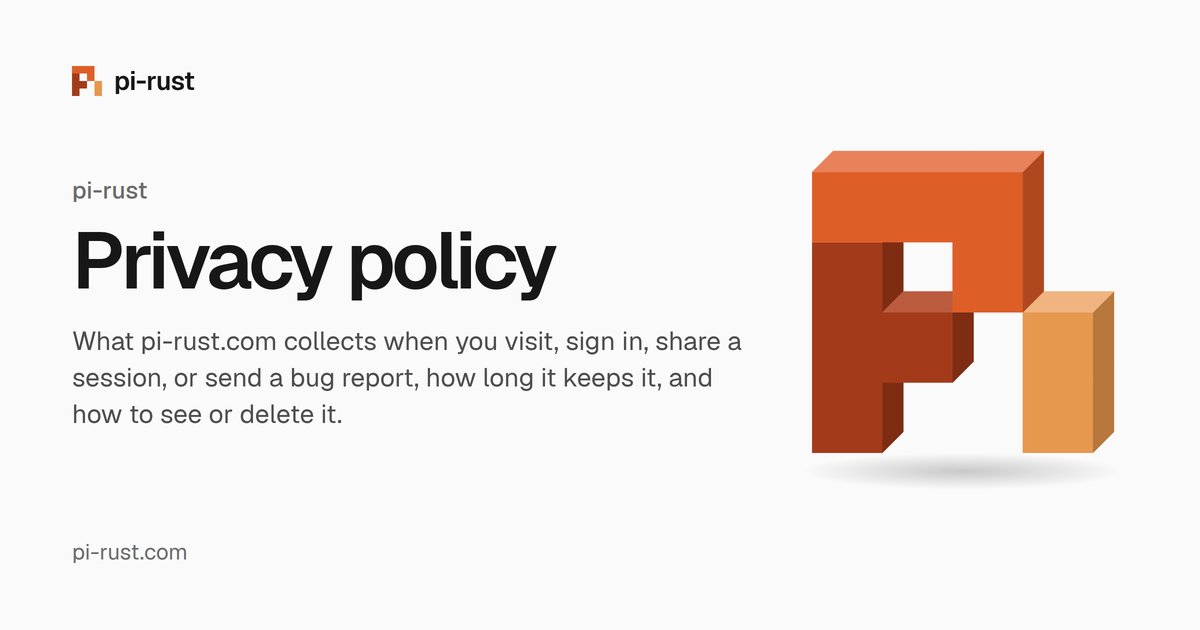 pi-rust
pi-rust
Privacy policy
What pi-rust.com collects when you visit, sign in, share a
session, or send a bug report, how long it keeps it, and
how to see or delete it.
pi-rust.com